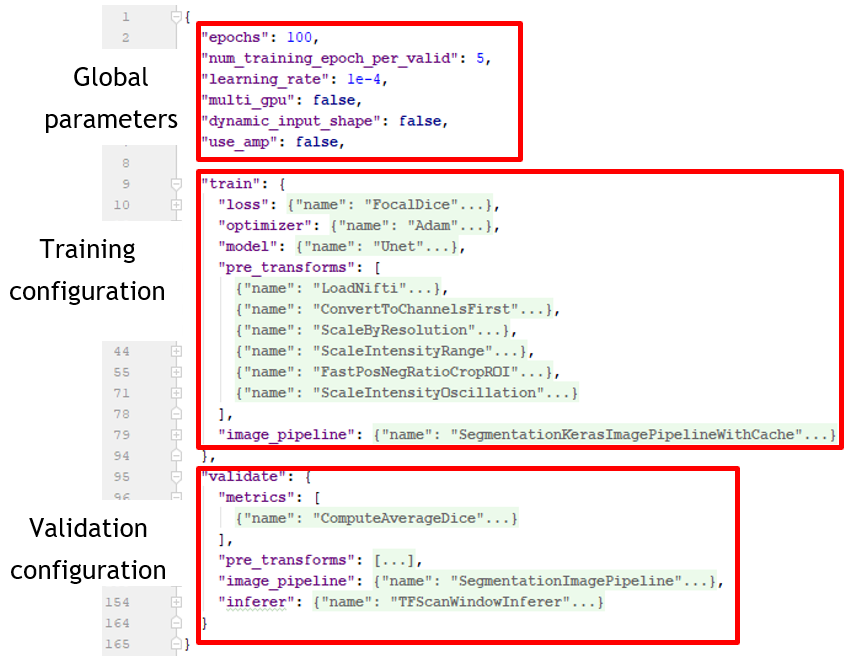 1 {
2 "epochs": 100,
"num_training_epoch_per_valid": 5,
Global "learning_rate": 1e-4,
"multi_gpu": false,
parameters "dynamic_input_shape": false,
"use_amp": false,
8
9 "train": {
10 "loss": {"name": "FocalDice"...},
"optimizer": {"name": "Adam"...},
Training "model": {"name": "Unet"...},
"pre_transforms": [
configuration {"name": "LoadNifti"...},
{"name": "ConvertToChannelsFirst"...},
{"name": "ScaleByResolution"...},
44 {"name": "ScaleIntensityRange"...},
55 {"name": "FastPosNegRatioCropROI"...},
71 {"name": "ScaleIntensityOscillation"...}
78 ],
79 "image_pipeline": {"name": "SegmentationKerasImagePipelineWithCache"...}
94 },
95 "validate": {
96 "metrics": [
Validation {"name": "ComputeAverageDice"...}
],
configuration "pre_transforms": [...],
"image_pipeline": {"name": "SegmentationImagePipeline"...},
154 "inferer": {"name": "TFScanWindowInferer"...}
164 }
165 }